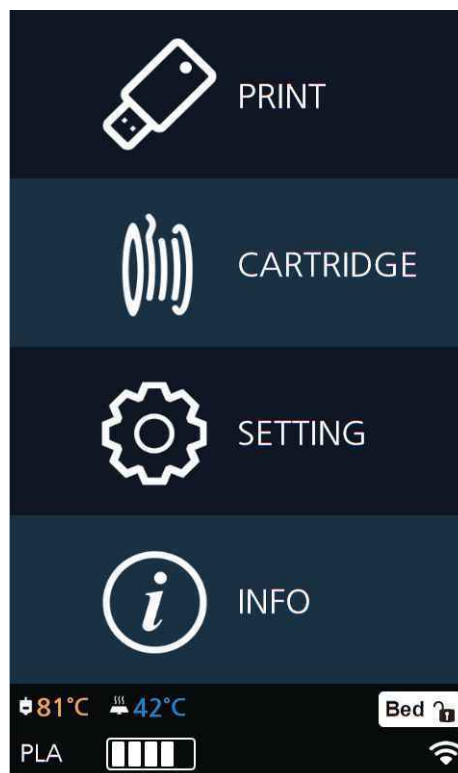 PRINT
CARTRIDGE
SETTING
i INFO
81°C 42°C Bed
PLA